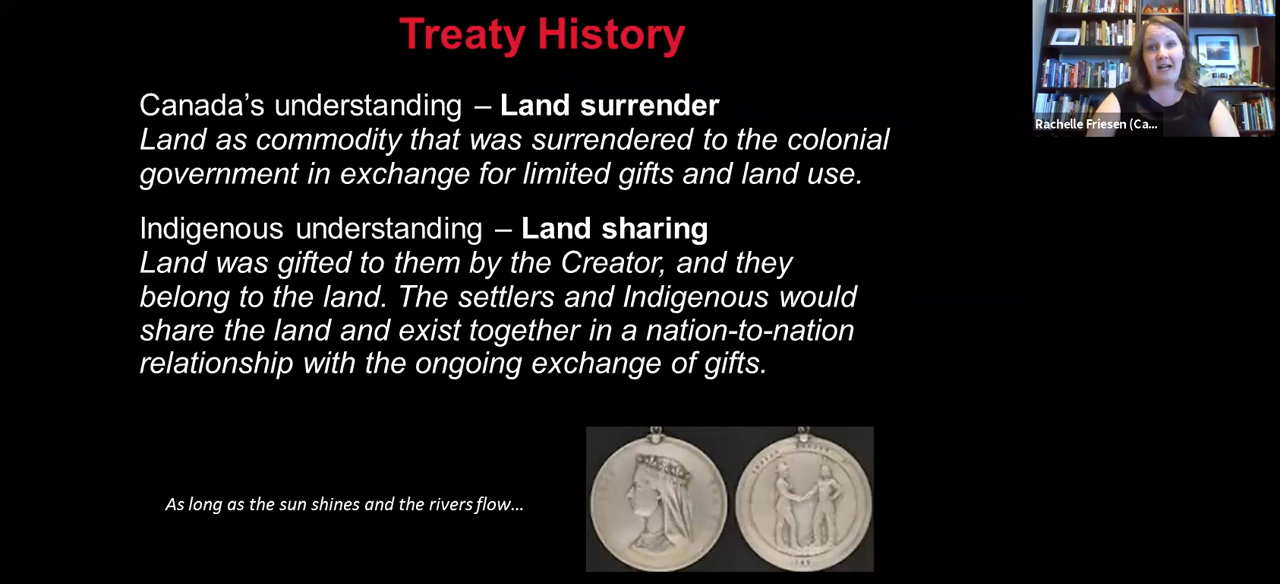 Treaty History
Canada's understanding – Land surrender
Land as commodity that was surrendered to the colonial
government in exchange for limited gifts and land use.
Indigenous understanding – Land sharing
Land was gifted to them by the Creator, and they
belong to the land. The settlers and Indigenous would
share the land and exist together in a nation-to-nation
relationship with the ongoing exchange of gifts.
As long as the sun shines and the rivers flow...
Rachelle Friesen (Ca...